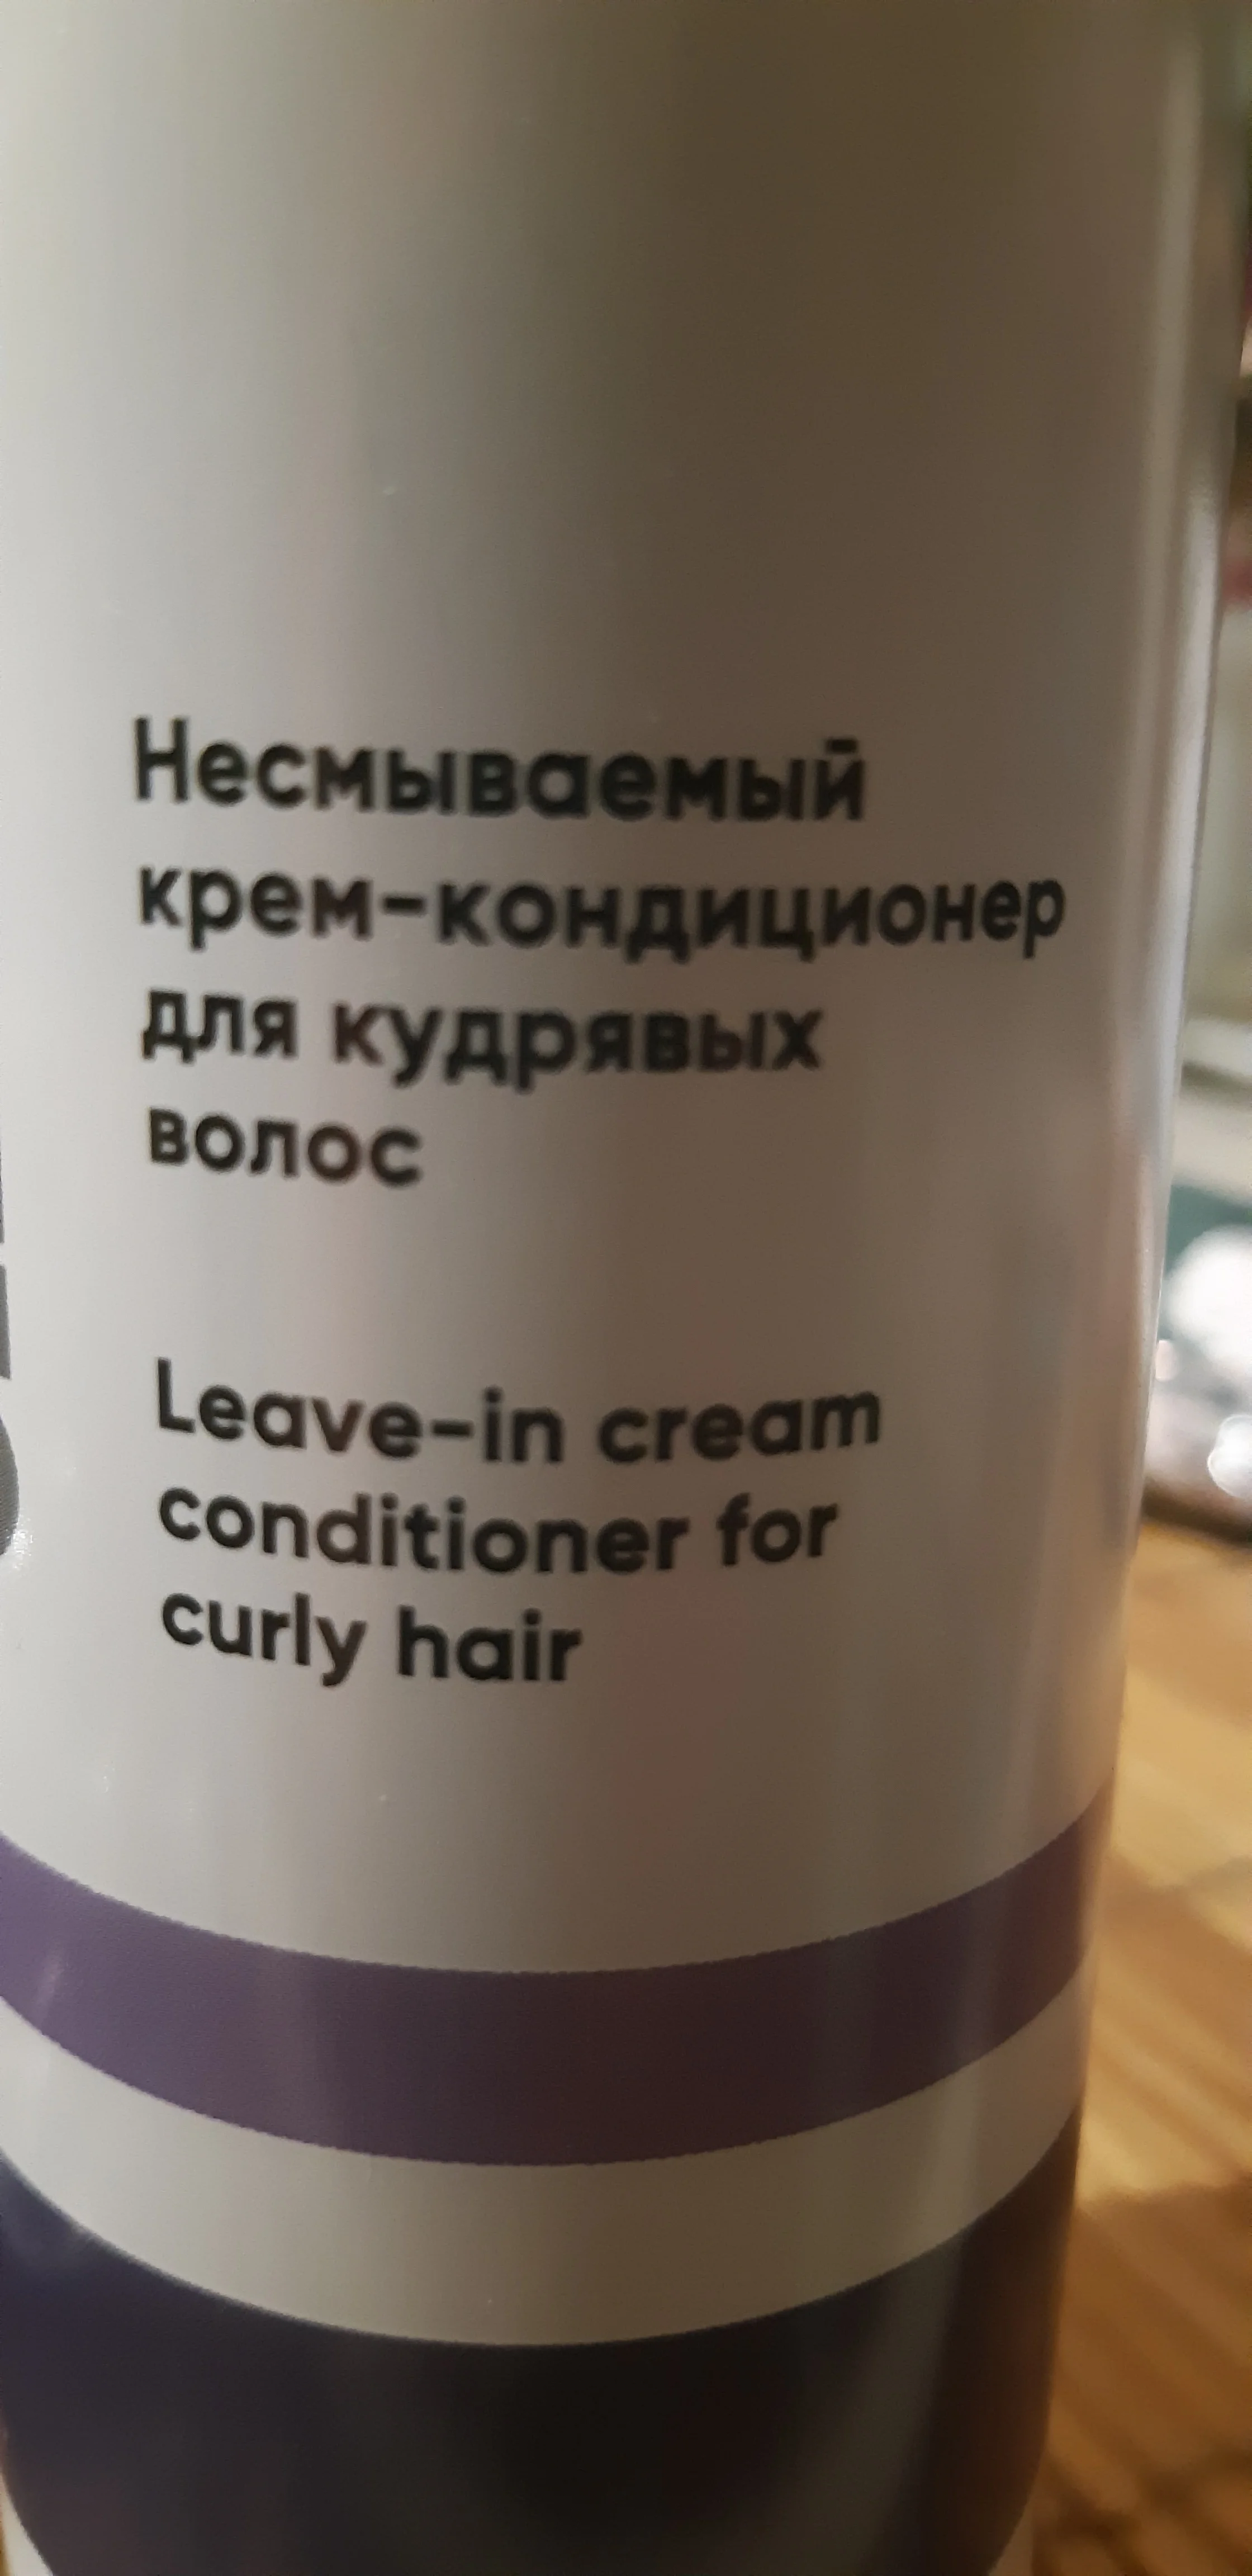 Несмываемый
крем-кондиционер
для кудрявых
волос
Leave-in cream
conditioner for
curly hair